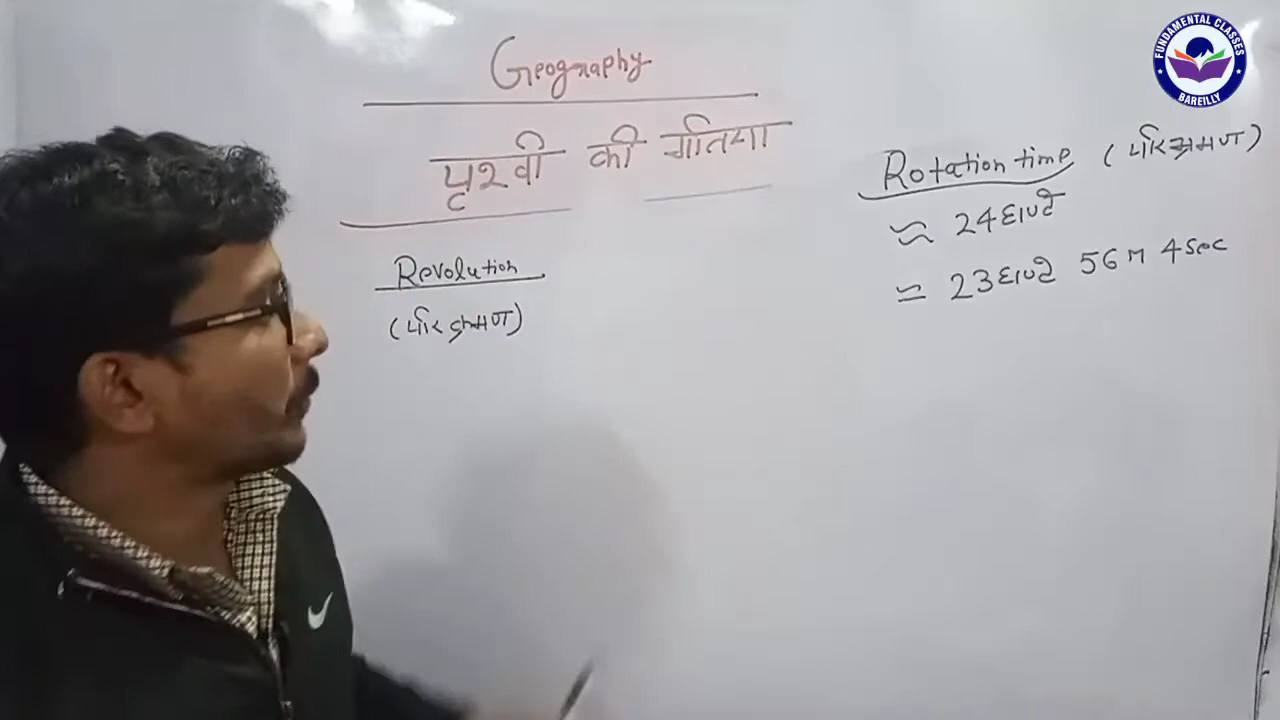 Geography
पृथ्वी की गतिया
Revolution
(परिक्रमण)
Rotation time (परिभ्रमण)
≈ 24 घण्टे
= 23 घण्टे 56 m 4 sec
FUNDAMENTAL CLASSES
BAREILLY